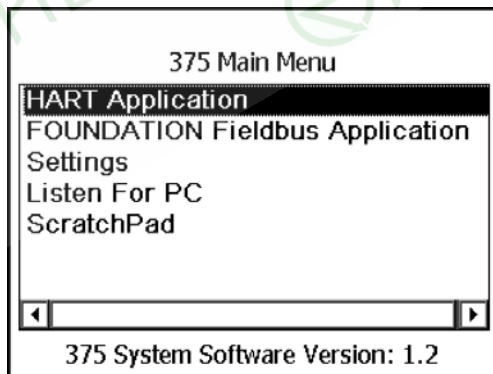 375 Main Menu
HART Application
FOUNDATION Fieldbus Application
Settings
Listen For PC
ScratchPad
375 System Software Version: 1.2